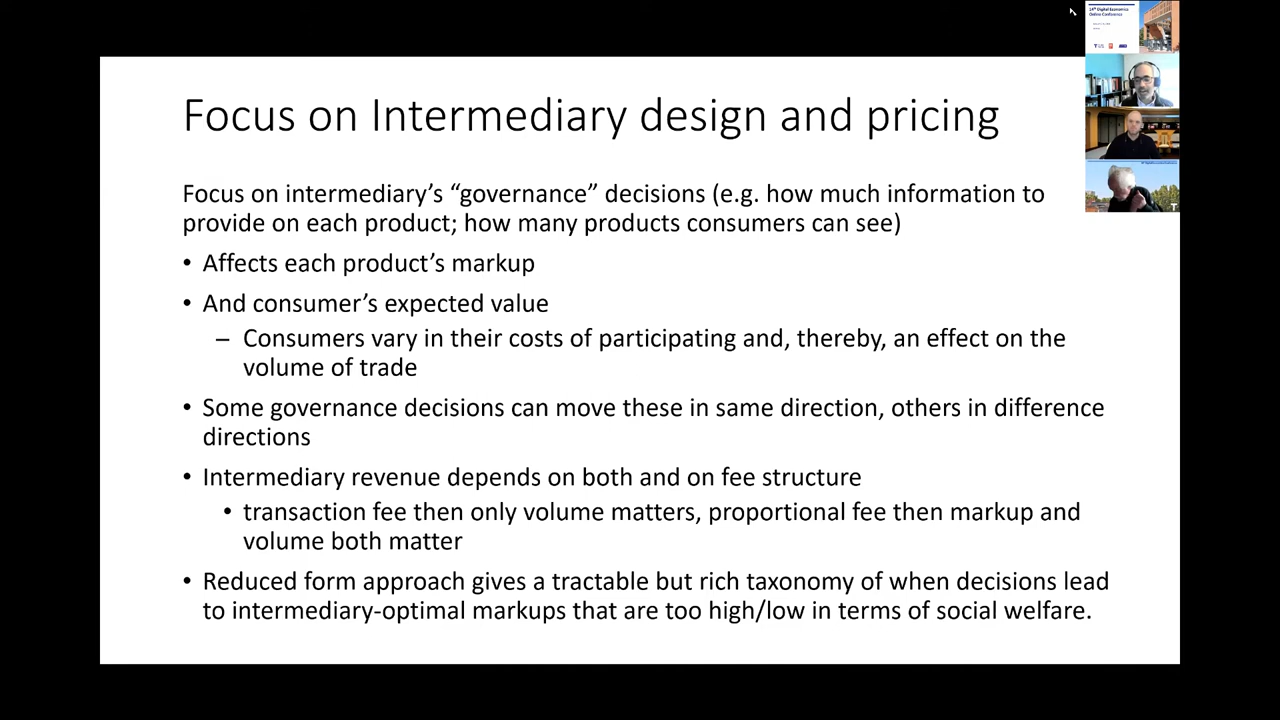 Focus on Intermediary design and pricing
Focus on intermediary's “governance” decisions (e.g. how much information to
provide on each product; how many products consumers can see)
• Affects each product's markup
• And consumer's expected value
– Consumers vary in their costs of participating and, thereby, an effect on the
volume of trade
• Some governance decisions can move these in same direction, others in difference
directions
• Intermediary revenue depends on both and on fee structure
• transaction fee then only volume matters, proportional fee then markup and
volume both matter
• Reduced form approach gives a tractable but rich taxonomy of when decisions lead
to intermediary-optimal markups that are too high/low in terms of social welfare.
14th Digital Economics
Online Conference